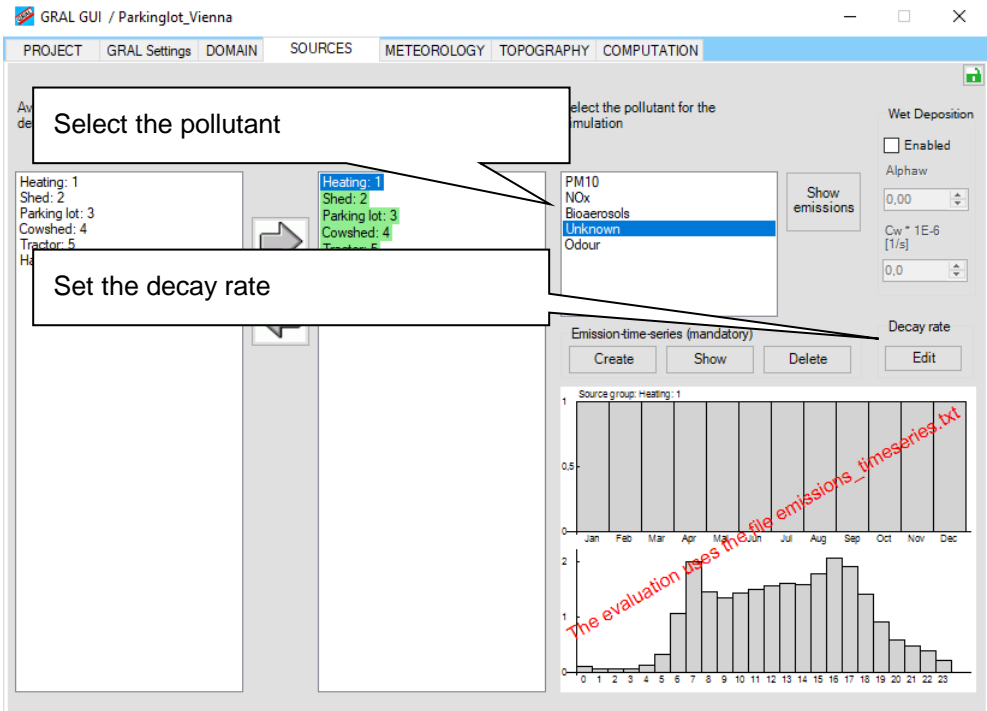 GRAL GUI / Parkinglot_Vienna
PROJECT GRAL Settings DOMAIN SOURCES METEOROLOGY TOPOGRAPHY COMPUTATION
Select the pollutant
elect the pollutant for the
imulation
Wet Deposition
Enabled
Alphaw
0,00
Cw * 1E-6
[1/s]
0,0
Heating: 1
Shed: 2
Parking lot: 3
Cowshed: 4
Tractor: 5
Heating: 1
Shed: 2
Parking lot: 3
Cowshed: 4
Tractor: 5
PM10
NOx
Bioaerosols
Unknown
Odour
Show
emissions
Set the decay rate
Emission-time-series (mandatory)
Create Show Delete
Decay rate
Edit
Source group: Heating: 1
1
0,5
0
Jan Feb Mar Apr Mai Jun Jul Aug Sep Oct Nov Dec
The evaluation uses the file emissions_timeseries.txt
2
1
0
0 1 2 3 4 5 6 7 8 9 10 11 12 13 14 15 16 17 18 19 20 21 22 23